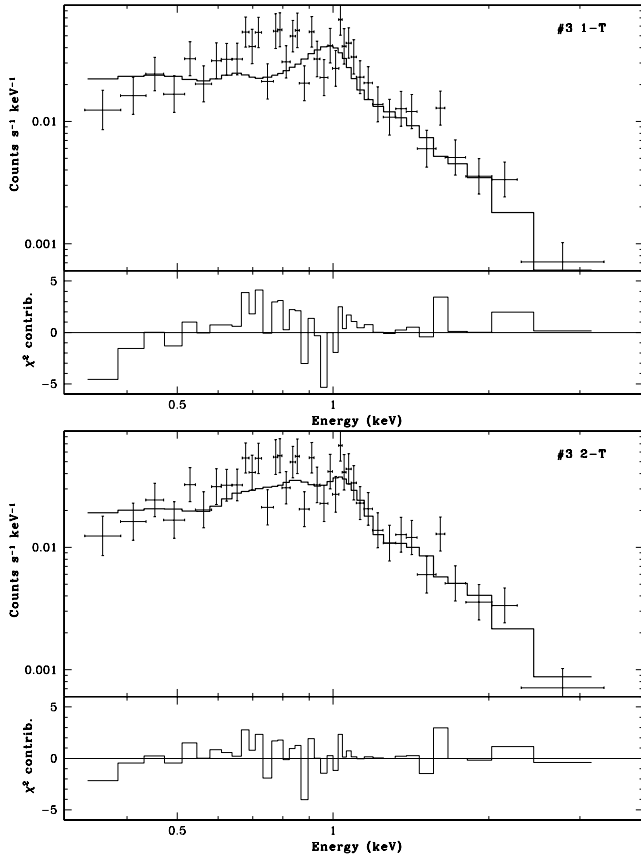 #3 1-T
Counts s⁻¹ keV⁻¹
0.01
0.001
χ² contrib.
5
0
−5
0.5
1
Energy (keV)
#3 2-T
Counts s⁻¹ keV⁻¹
0.01
0.001
χ² contrib.
5
0
−5
0.5
1
Energy (keV)